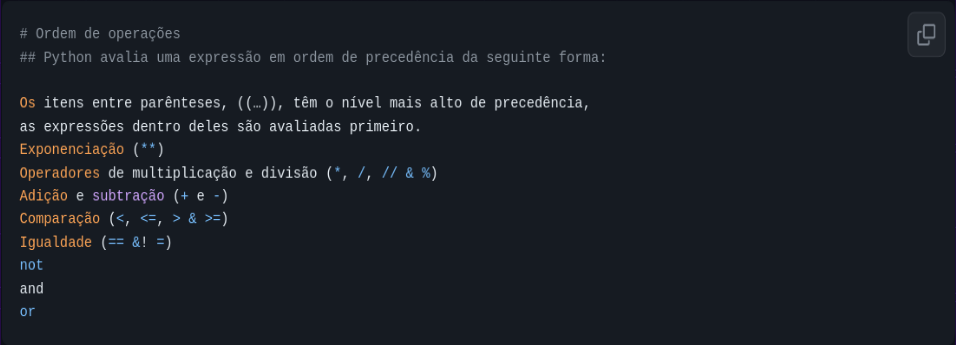 # Ordem de operações
## Python avalia uma expressão em ordem de precedência da seguinte forma:
Os itens entre parênteses, ((…)), têm o nível mais alto de precedência,
as expressões dentro deles são avaliadas primeiro.
Exponenciação (**)
Operadores de multiplicação e divisão (*, /, // & %)
Adição e subtração (+ e -)
Comparação (<, <=, > & >=)
Igualdade (== &! =)
not
and
or